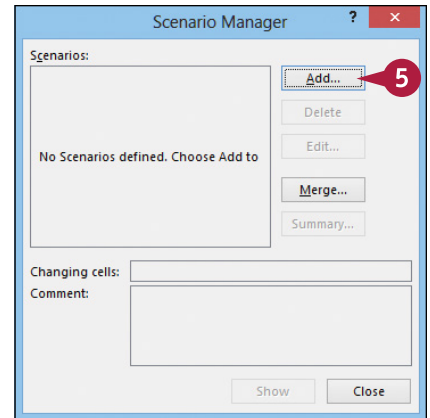 Scenario Manager ? ×
Scenarios:
Add...
5
Delete
Edit...
No Scenarios defined. Choose Add to
Merge...
Summary...
Changing cells:
Comment:
Show Close